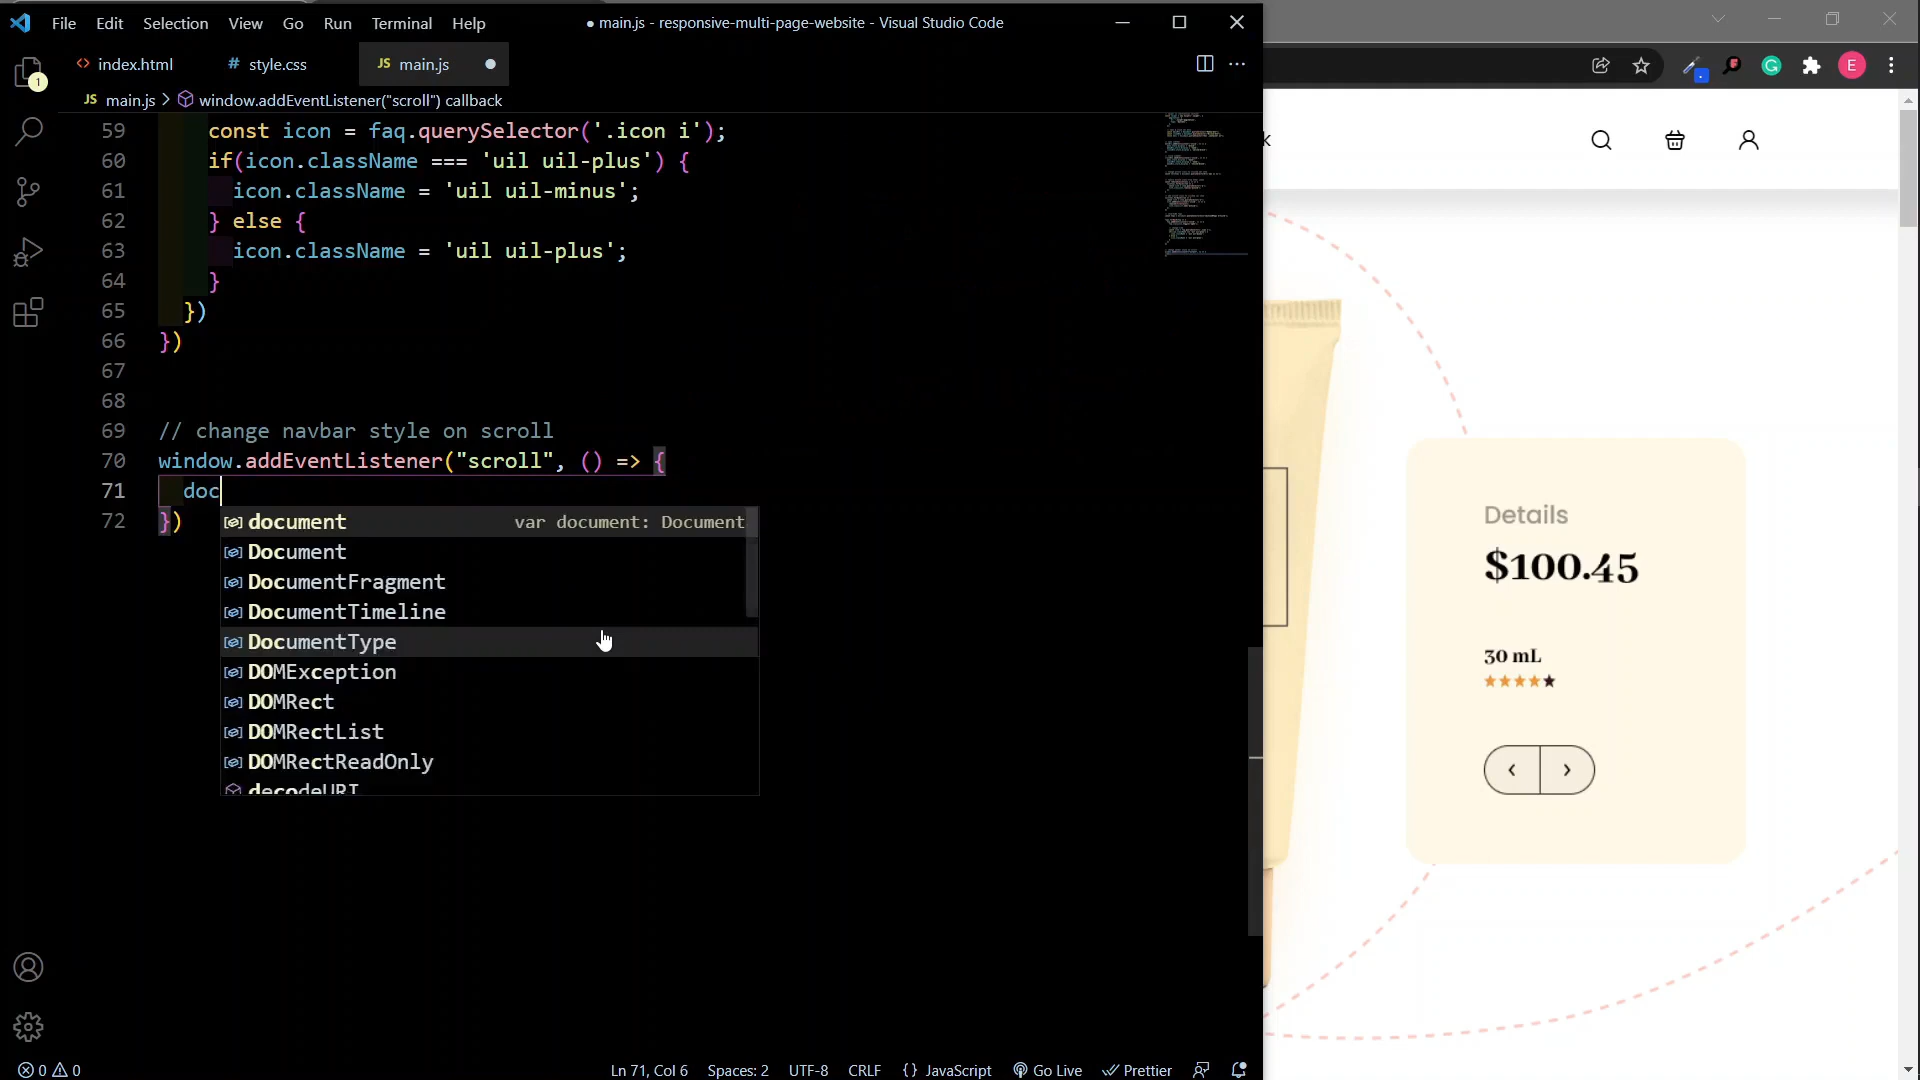 File Edit Selection View Go Run Terminal Help
● main.js - responsive-multi-page-website - Visual Studio Code
index.html
# style.css
JS main.js
JS main.js > window.addEventListener("scroll") callback
59 const icon = faq.querySelector('.icon i');
60 if(icon.className === 'uil uil-plus') {
61 icon.className = 'uil uil-minus';
62 } else {
63 icon.className = 'uil uil-plus';
64 }
65 })
66 })
67
68
69 // change navbar style on scroll
70 window.addEventListener("scroll", () => {
71 doc
72 })
document var document: Document
Document
DocumentFragment
DocumentTimeline
DocumentType
DOMException
DOMRect
DOMRectList
DOMRectReadOnly
decodeURI
1
E
k
Details
$100.45
30 mL
0 0
Ln 71, Col 6 Spaces: 2 UTF-8 CRLF {} JavaScript Go Live Prettier